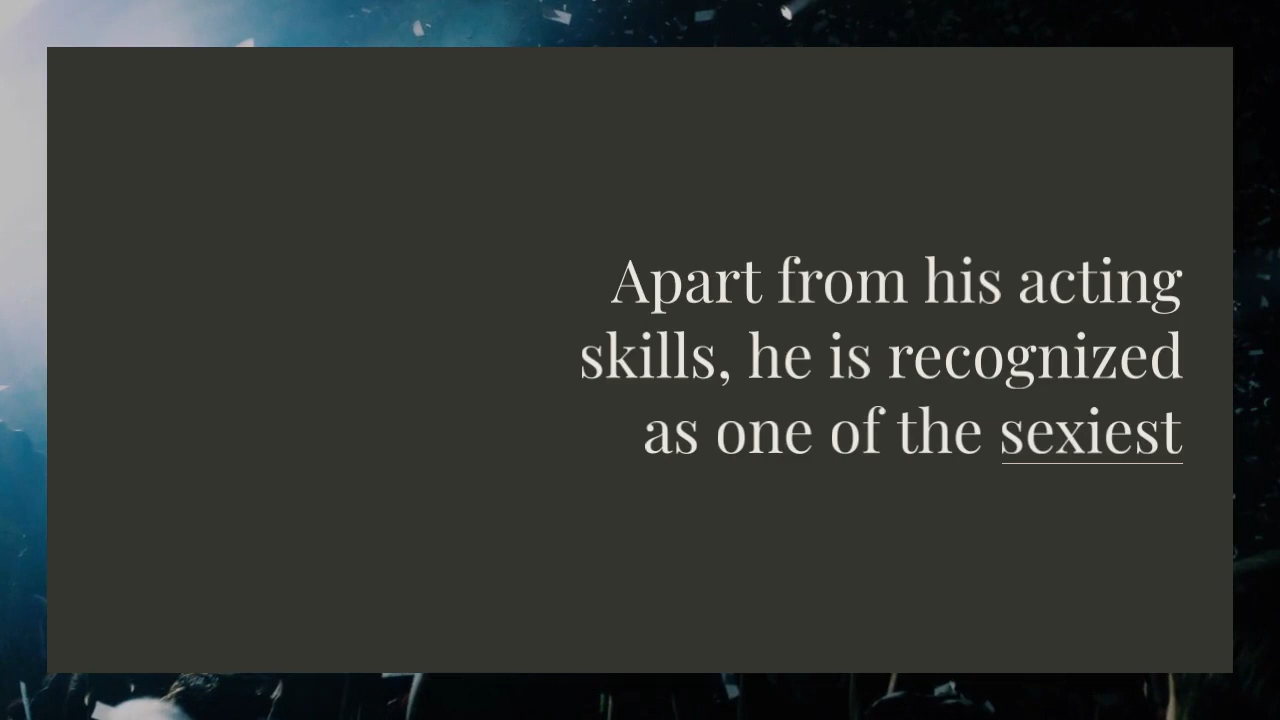 Apart from his acting
skills, he is recognized
as one of the sexiest